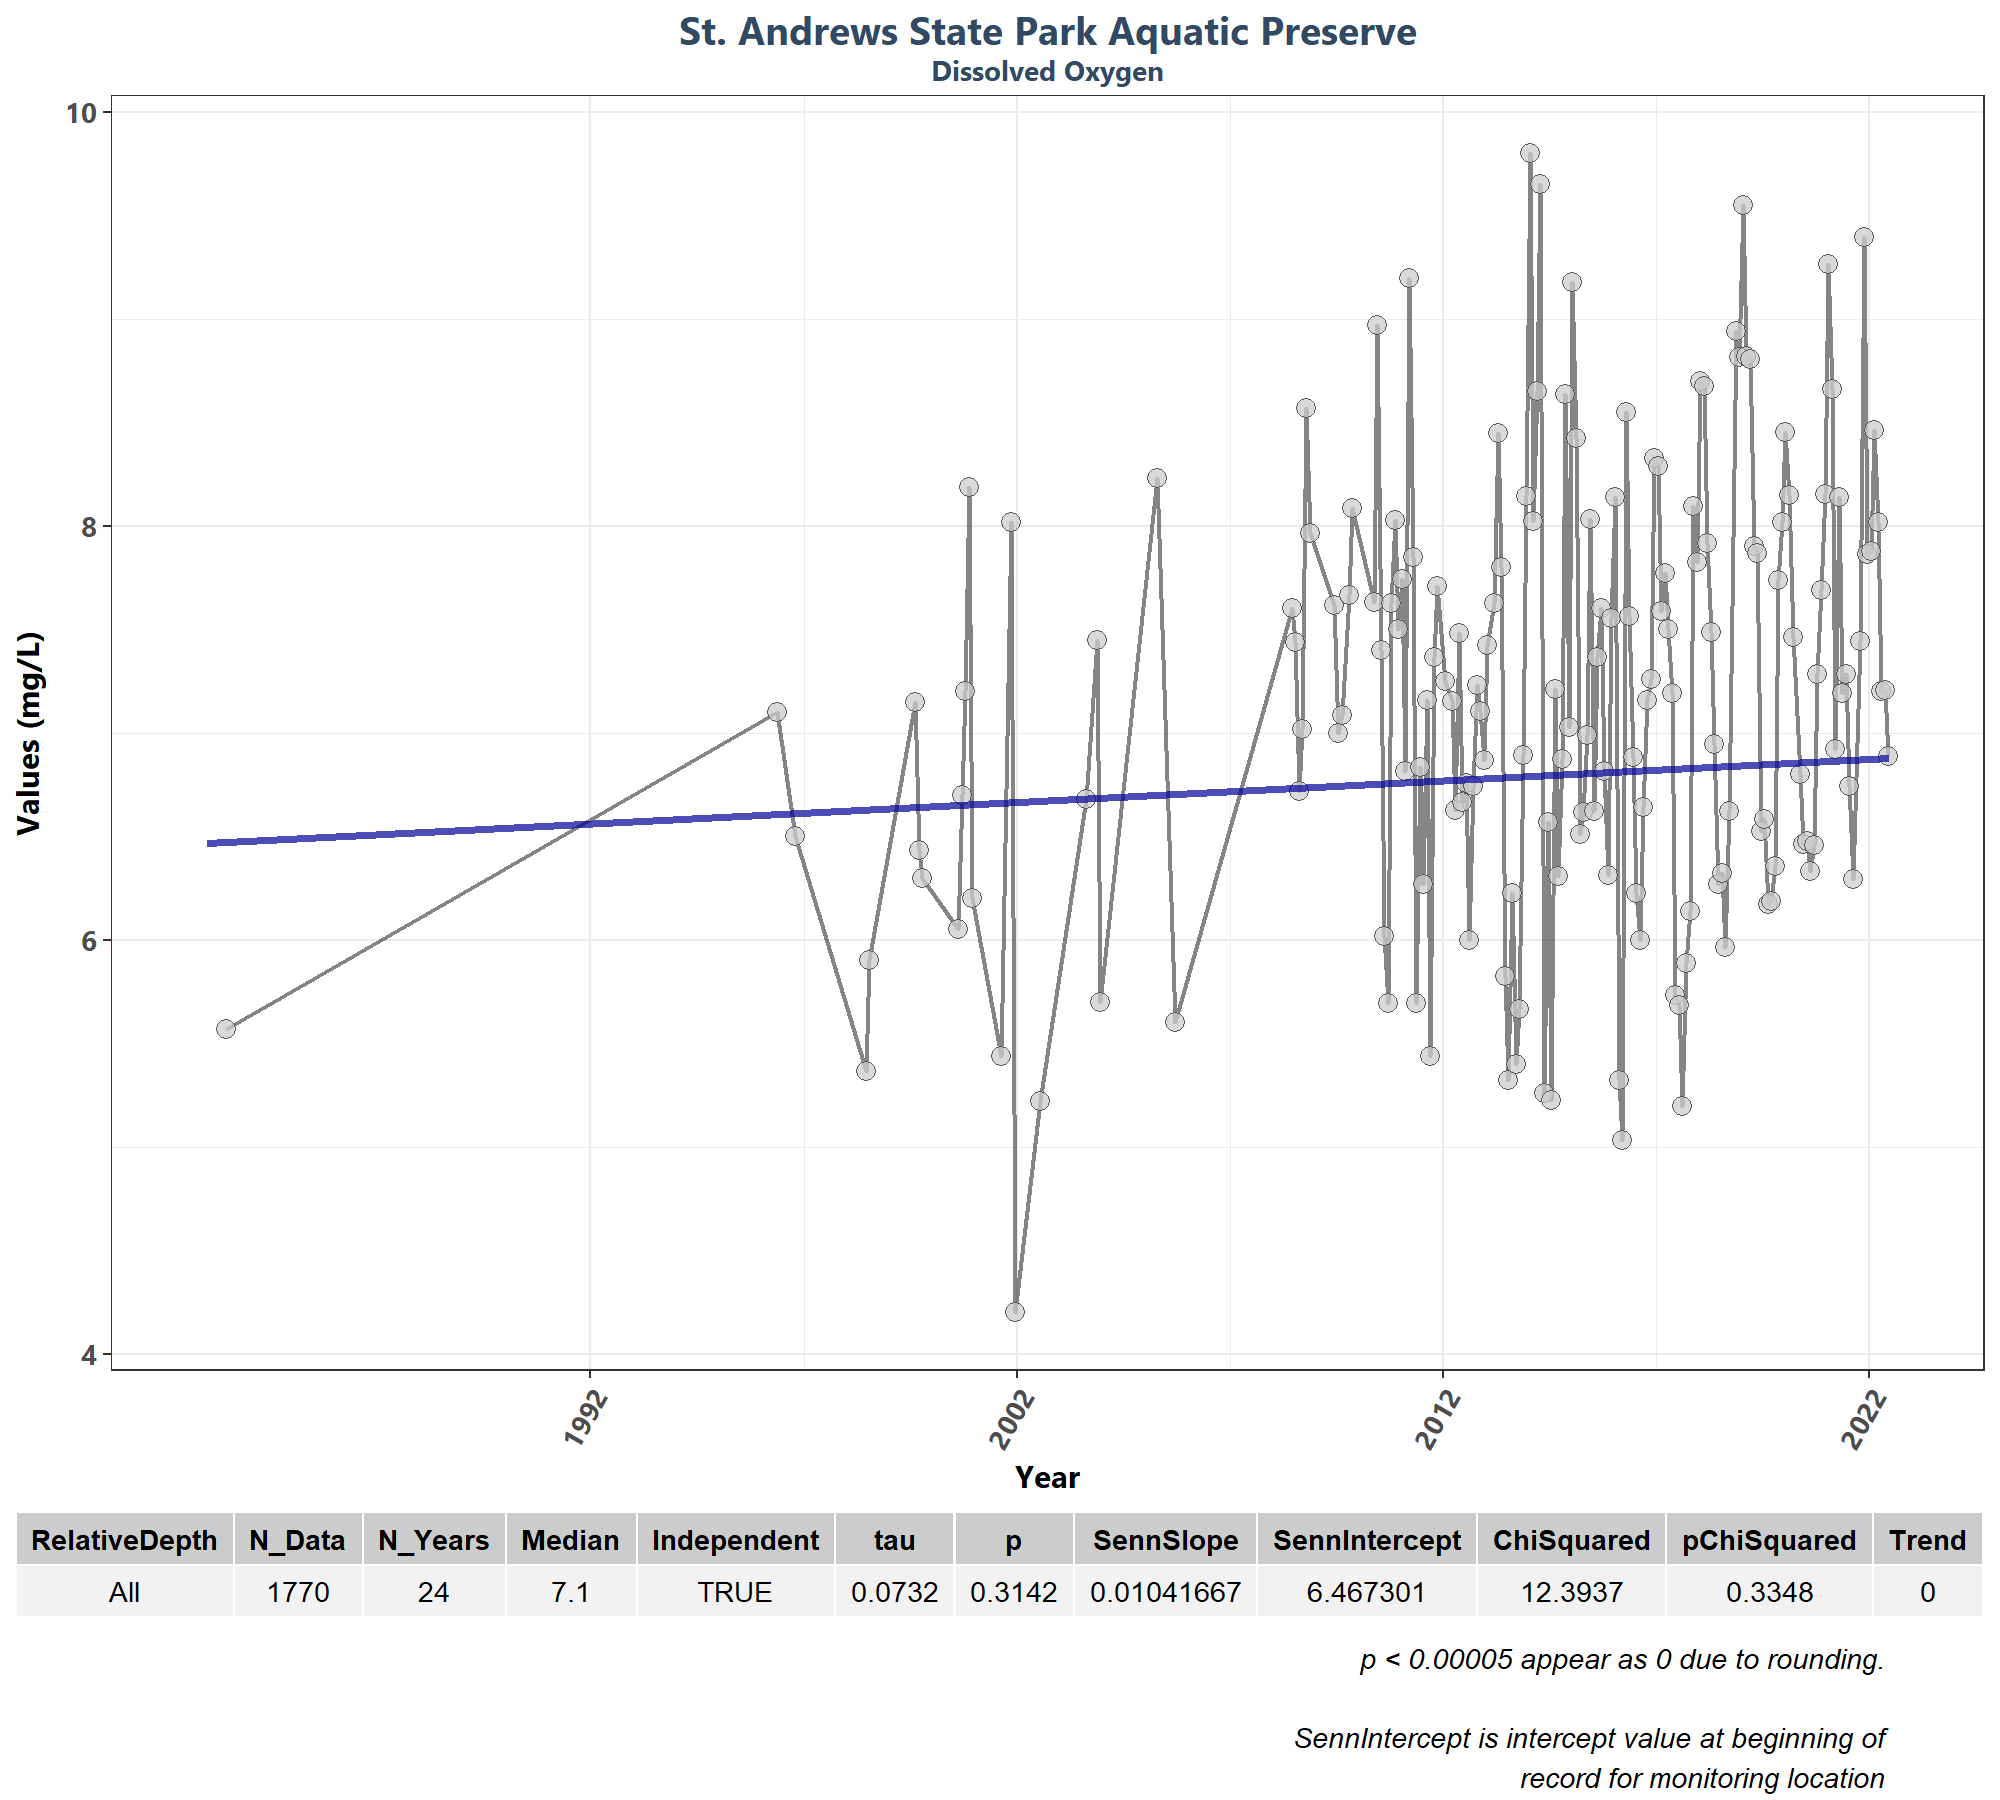 St. Andrews State Park Aquatic Preserve
Dissolved Oxygen
10
8
6
4
Values (mg/L)
1992
2002
2012
2022
Year
RelativeDepth N_Data N_Years Median Independent tau p SennSlope SennIntercept ChiSquared pChiSquared Trend
All 1770 24 7.1 TRUE 0.0732 0.3142 0.01041667 6.467301 12.3937 0.3348 0
p < 0.00005 appear as 0 due to rounding.
SennIntercept is intercept value at beginning of
record for monitoring location